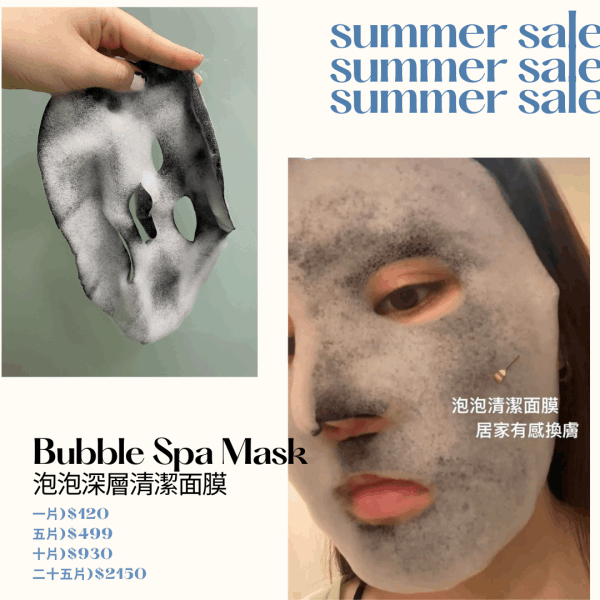 summer sale
summer sale
summer sale
泡泡清潔面膜
居家有感換膚
Bubble Spa Mask
泡泡深層清潔面膜
一片)$120
五片)$499
十片)$930
二十五片)$2150